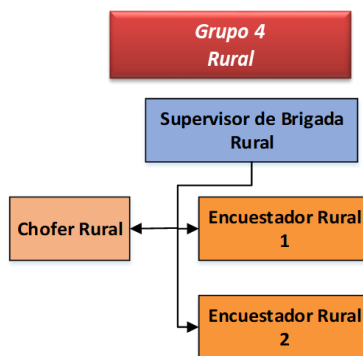 Grupo 4
Rural
Supervisor de Brigada
Rural
Chofer Rural
Encuestador Rural
1
Encuestador Rural
2